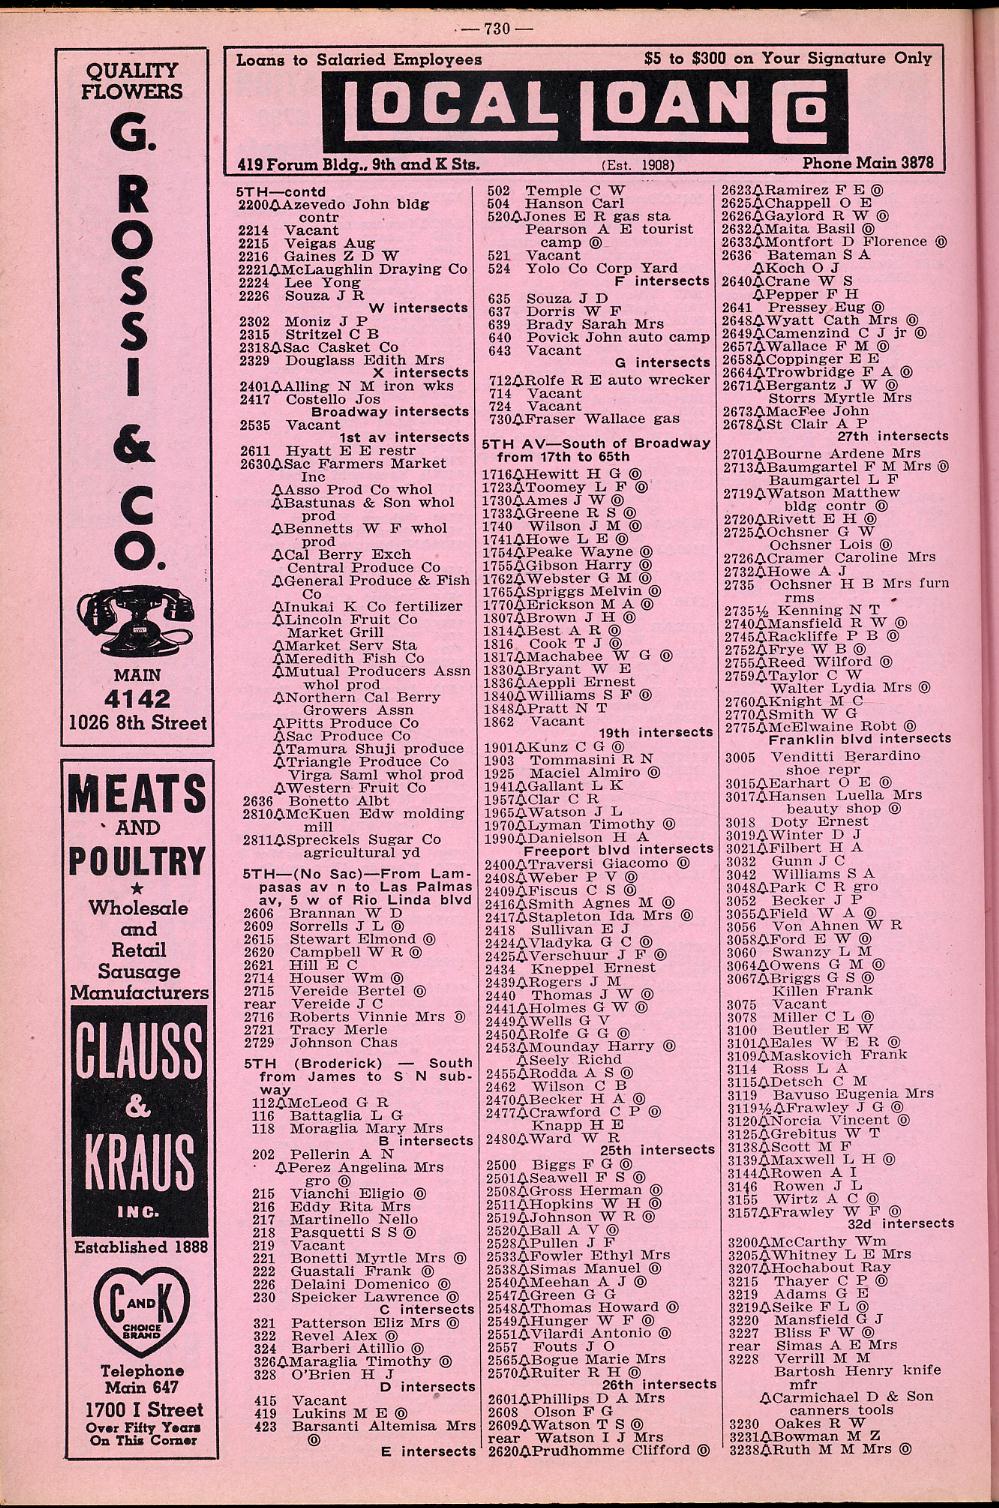 — 730 —
QUALITY
FLOWERS
G.
ROSSI
&
CO.
MAIN
4142
1026 8th Street
MEATS
AND
POULTRY
★
Wholesale
and
Retail
Sausage
Manufacturers
CLAUSS
&
KRAUS
INC.
Established 1888
C AND K
CHOICE
BRAND
Telephone
Main 647
1700 I Street
Over Fifty Years
On This Corner
Loans to Salaried Employees $5 to $300 on Your Signature Only
LOCAL LOAN CO
419 Forum Bldg., 9th and K Sts. (Est. 1908) Phone Main 3878
5TH—contd
2200△Azevedo John bldg
contr
2214 Vacant
2215 Veigas Aug
2216 Gaines Z D W
2221△McLaughlin Draying Co
2224 Lee Yong
2226 Souza J R
W intersects
2302 Moniz J P
2315 Stritzel C B
2318△Sac Casket Co
2329 Douglass Edith Mrs
X intersects
2401△Alling N M iron wks
2417 Costello Jos
Broadway intersects
2535 Vacant
1st av intersects
2611 Hyatt E E restr
2630△Sac Farmers Market
Inc
△Asso Prod Co whol
△Bastunas & Son whol
prod
△Bennetts W F whol
prod
△Cal Berry Exch
Central Produce Co
△General Produce & Fish
Co
△Inukai K Co fertilizer
△Lincoln Fruit Co
Market Grill
△Market Serv Sta
△Meredith Fish Co
△Mutual Producers Assn
whol prod
△Northern Cal Berry
Growers Assn
△Pitts Produce Co
△Sac Produce Co
△Tamura Shuji produce
△Triangle Produce Co
Virga Saml whol prod
△Western Fruit Co
2636 Bonetto Albt
2810△McKuen Edw molding
mill
2811△Spreckels Sugar Co
agricultural yd
5TH—(No Sac)—From Lam-
pasas av n to Las Palmas
av, 5 w of Rio Linda blvd
2606 Brannan W D
2609 Sorrells J L ⓞ
2615 Stewart Elmond ⓞ
2620 Campbell W R ⓞ
2621 Hill E C
2714 Houser Wm ⓞ
2715 Vereide Bertel ⓞ
rear Vereide J C
2716 Roberts Vinnie Mrs ⓞ
2721 Tracy Merle
2729 Johnson Chas
5TH (Broderick) — South
from James to S N sub-
way
112△McLeod G R
116 Battaglia L G
118 Moraglia Mary Mrs
B intersects
202 Pellerin A N
△Perez Angelina Mrs
gro ⓞ
215 Vianchi Eligio ⓞ
216 Eddy Rita Mrs
217 Martinello Nello
218 Pasquetti S S ⓞ
219 Vacant
221 Bonetti Myrtle Mrs ⓞ
222 Guastali Frank ⓞ
226 Delaini Domenico ⓞ
230 Speicker Lawrence ⓞ
C intersects
321 Patterson Eliz Mrs ⓞ
322 Revel Alex ⓞ
324 Barberi Atillio ⓞ
326△Maraglia Timothy ⓞ
328 O'Brien H J
D intersects
415 Vacant
419 Lukins M E ⓞ
423 Barsanti Altemisa Mrs
ⓞ
E intersects
502 Temple C W
504 Hanson Carl
520△Jones E R gas sta
Pearson A E tourist
camp ⓞ
521 Vacant
524 Yolo Co Corp Yard
F intersects
635 Souza J D
637 Dorris W F
639 Brady Sarah Mrs
640 Povick John auto camp
643 Vacant
G intersects
712△Rolfe R E auto wrecker
714 Vacant
724 Vacant
730△Fraser Wallace gas
5TH AV—South of Broadway
from 17th to 65th
1716△Hewitt H G ⓞ
1723△Toomey L F ⓞ
1730△Ames J W ⓞ
1733△Greene R S ⓞ
1740 Wilson J M ⓞ
1741△Howe L E ⓞ
1754△Peake Wayne ⓞ
1755△Gibson Harry ⓞ
1762△Webster G M ⓞ
1765△Spriggs Melvin ⓞ
1770△Erickson M A ⓞ
1807△Brown J H ⓞ
1814△Best A R ⓞ
1816 Cook T J ⓞ
1817△Machabee W G ⓞ
1830△Bryant W E
1836△Aeppli Ernest
1840△Williams S F ⓞ
1848△Pratt N T
1862 Vacant
19th intersects
1901△Kunz C G ⓞ
1903 Tommasini R N
1925 Maciel Almiro ⓞ
1941△Gallant L K
1957△Clar C R
1965△Watson J L
1970△Lyman Timothy ⓞ
1990△Danielson H A
Freeport blvd intersects
2400△Traversi Giacomo ⓞ
2408△Weber P V ⓞ
2409△Fiscus C S ⓞ
2416△Smith Agnes M ⓞ
2417△Stapleton Ida Mrs ⓞ
2418 Sullivan E J
2424△Vladyka G C ⓞ
2425△Verschuur J F ⓞ
2434 Kneppel Ernest
2439△Rogers J M
2440 Thomas J W ⓞ
2441△Holmes G W ⓞ
2449△Wells G V
2450△Rolfe G G ⓞ
2453△Mounday Harry ⓞ
△Seely Richd
2455△Rodda A S ⓞ
2462 Wilson C B
2470△Becker H A ⓞ
2477△Crawford C P ⓞ
Knapp H E
2480△Ward W R
25th intersects
2500 Biggs F G ⓞ
2501△Seawell F S ⓞ
2508△Gross Herman ⓞ
2511△Hopkins W H ⓞ
2519△Johnson W R ⓞ
2520△Ball A V ⓞ
2528△Pullen J F
2533△Fowler Ethyl Mrs
2538△Simas Manuel ⓞ
2540△Meehan A J ⓞ
2547△Green G G
2548△Thomas Howard ⓞ
2549△Hunger W F ⓞ
2551△Vilardi Antonio ⓞ
2557 Fouts J O
2565△Bogue Marie Mrs
2570△Ruiter R H ⓞ
26th intersects
2601△Phillips D A Mrs
2608 Olson F G
2609△Watson T S ⓞ
rear Watson I J Mrs
2620△Prudhomme Clifford ⓞ
2623△Ramirez F E ⓞ
2625△Chappell O E
2626△Gaylord R W ⓞ
2632△Maita Basil ⓞ
2633△Montfort D Florence ⓞ
2636 Bateman S A
△Koch O J
2640△Crane W S
△Pepper F H
2641 Pressey Eug ⓞ
2648△Wyatt Cath Mrs ⓞ
2649△Camenzind C J jr ⓞ
2657△Wallace F M ⓞ
2658△Coppinger E E
2664△Trowbridge F A ⓞ
2671△Bergantz J W ⓞ
Storrs Myrtle Mrs
2673△MacFee John
2678△St Clair A P
27th intersects
2701△Bourne Ardene Mrs
2713△Baumgartel F M Mrs ⓞ
Baumgartel L F
2719△Watson Matthew
bldg contr ⓞ
2720△Rivett E H ⓞ
2725△Ochsner G W
Ochsner Lois ⓞ
2726△Cramer Caroline Mrs
2732△Howe A J
2735 Ochsner H B Mrs furn
rms
2735½ Kenning N T
2740△Mansfield R W ⓞ
2745△Rackliffe P B ⓞ
2752△Frye W B ⓞ
2755△Reed Wilford ⓞ
2759△Taylor C W
Walter Lydia Mrs ⓞ
2760△Knight M C
2770△Smith W G
2775△McElwaine Robt ⓞ
Franklin blvd intersects
3005 Venditti Berardino
shoe repr
3015△Earhart O E ⓞ
3017△Hansen Luella Mrs
beauty shop ⓞ
3018 Doty Ernest
3019△Winter D J
3021△Filbert H A
3032 Gunn J C
3042 Williams S A
3048△Park C R gro
3052 Becker J P
3055△Field W A ⓞ
3056 Von Ahnen W R
3058△Ford E W ⓞ
3060 Swanzy L M
3064△Owens G M ⓞ
3067△Briggs G S ⓞ
Killen Frank
3075 Vacant
3078 Miller C L ⓞ
3100 Beutler E W
3101△Eales W E R ⓞ
3109△Maskovich Frank
3114 Ross L A
3115△Detsch C M
3119 Bavuso Eugenia Mrs
3119½△Frawley J G ⓞ
3120△Norcia Vincent ⓞ
3125△Grebitus W T
3138△Scott M F
3139△Maxwell L H ⓞ
3144△Rowen A I
3146 Rowen J L
3155 Wirtz A C ⓞ
3157△Frawley W F ⓞ
32d intersects
3200△McCarthy Wm
3205△Whitney L E Mrs
3207△Hochabout Ray
3215 Thayer C P ⓞ
3219 Adams G E
3219△Seike F L ⓞ
3220 Mansfield G J
3227 Bliss F W ⓞ
rear Simas A E Mrs
3228 Verrill M M
Bartosh Henry knife
mfr
△Carmichael D & Son
canners tools
3230 Oakes R W
3231△Bowman M Z
3238△Ruth M M Mrs ⓞ